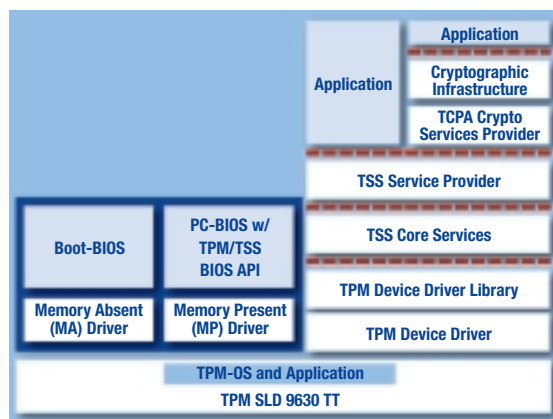 Application
Application
Cryptographic
Infrastructure
TCPA Crypto
Services Provider
TSS Service Provider
TSS Core Services
TPM Device Driver Library
TPM Device Driver
Boot-BIOS
PC-BIOS w/
TPM/TSS
BIOS API
Memory Absent
(MA) Driver
Memory Present
(MP) Driver
TPM-OS and Application
TPM SLD 9630 TT